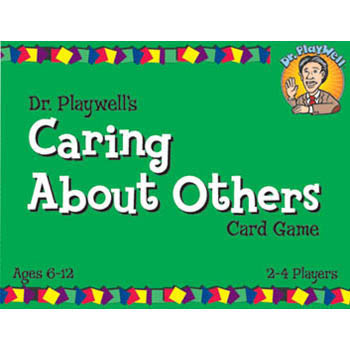 Dr. PlayWell
Dr. Playwell's
Caring
About Others
Card Game
Ages 6-12
2-4 Players